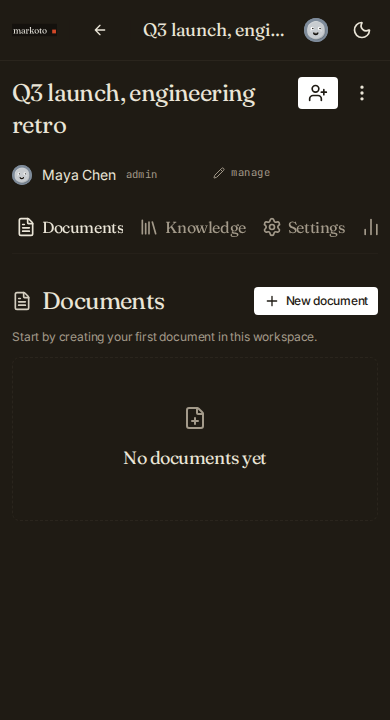 markoto
Q3 launch, engi...
Q3 launch, engineering
retro
Maya Chen admin
manage
Documents Knowledge Settings
Documents
New document
Start by creating your first document in this workspace.
No documents yet